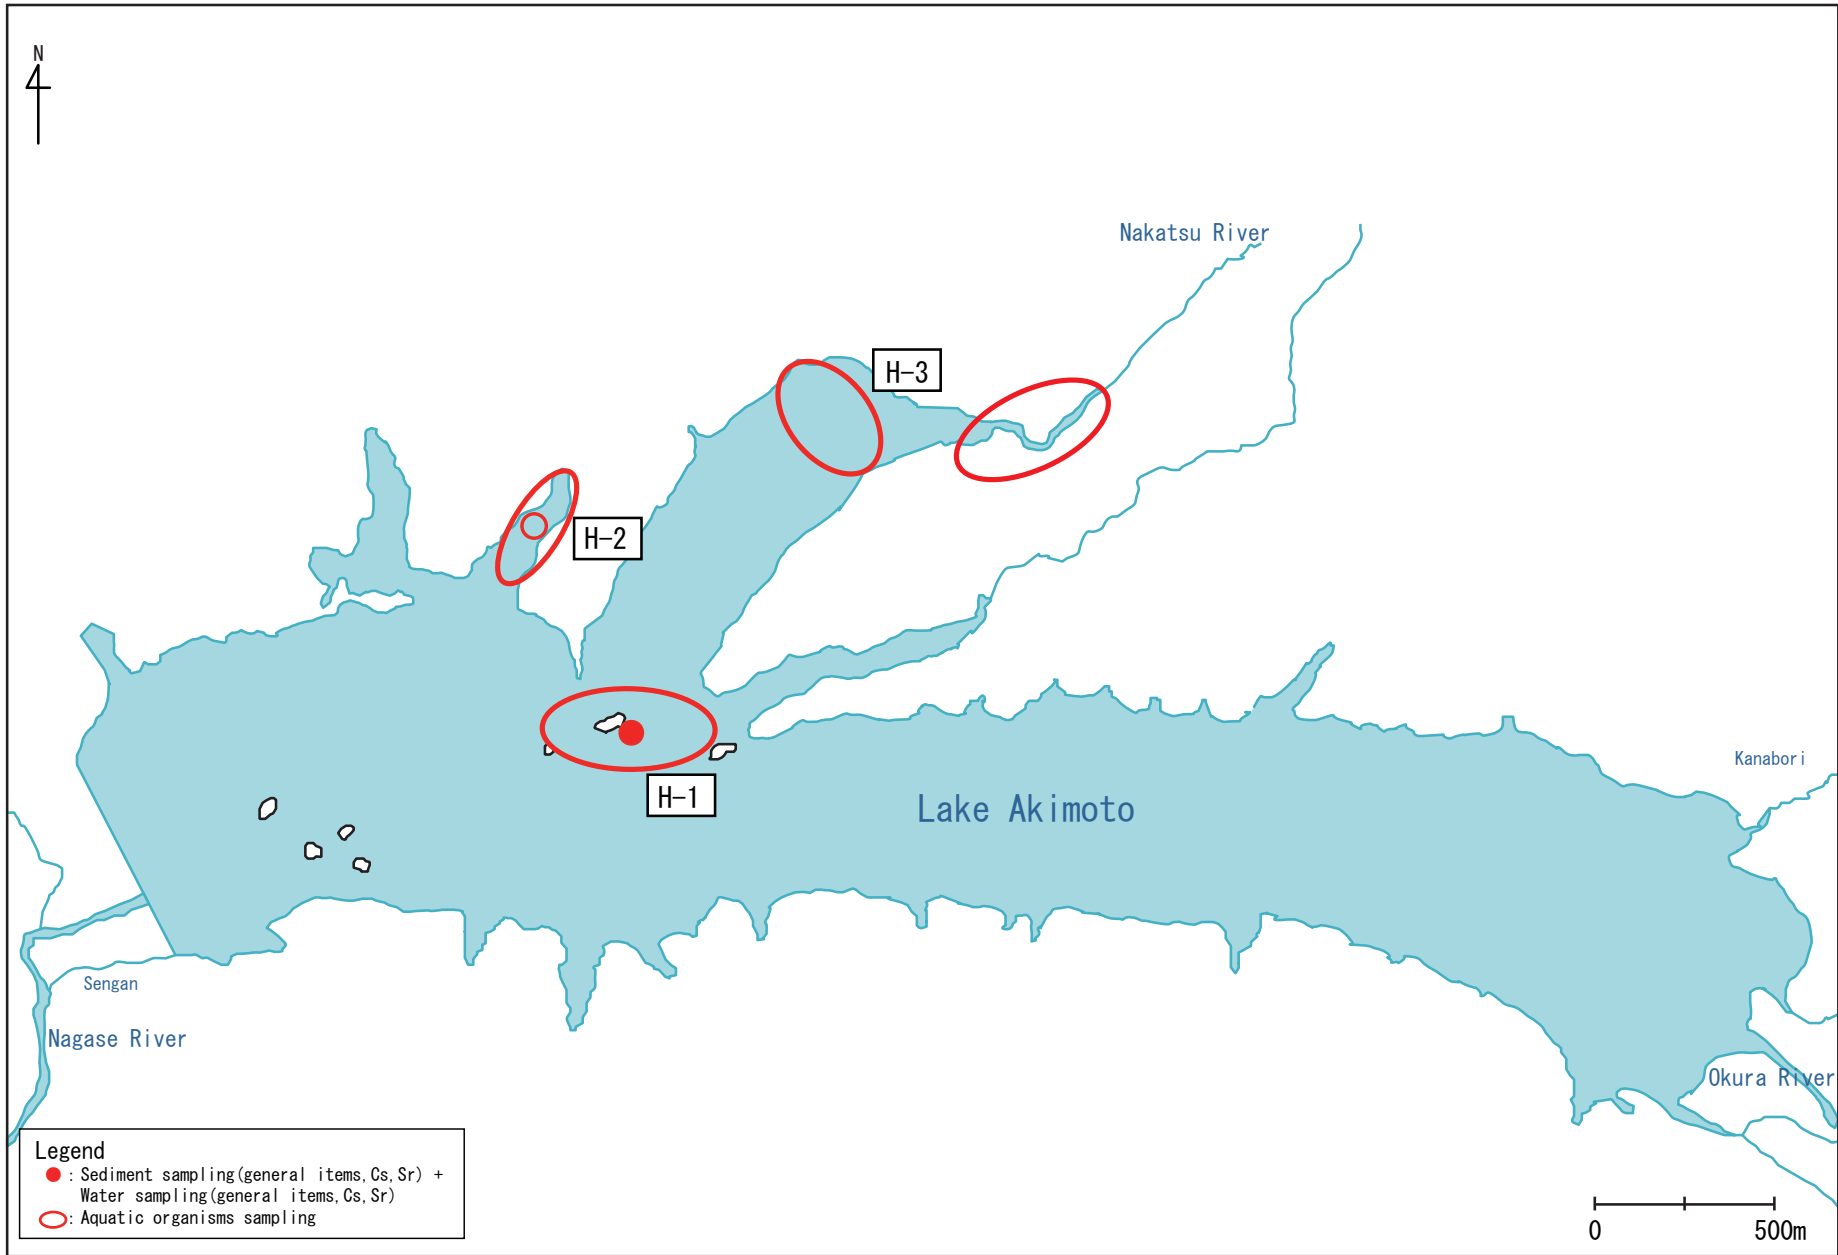 N
Nakatsu River
H-3
H-2
H-1
Lake Akimoto
Kanabori
Sengan
Nagase River
Okura River
Legend
: Sediment sampling(general items,Cs,Sr) +
Water sampling(general items,Cs,Sr)
: Aquatic organisms sampling
0 500m